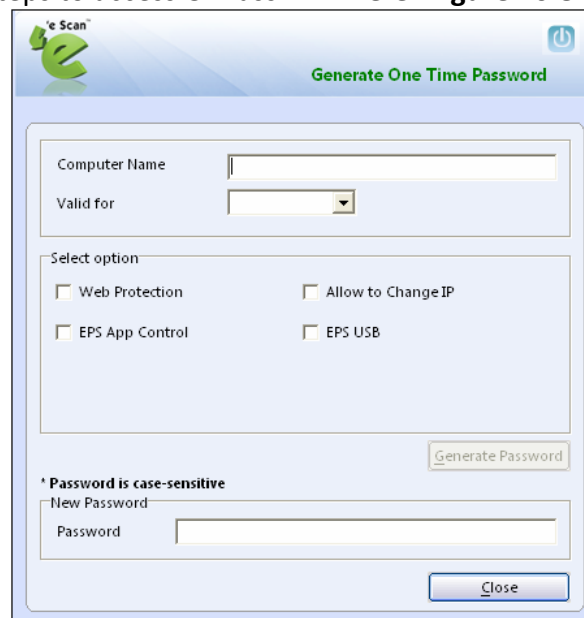 e Scan™
Generate One Time Password
Computer Name
Valid for
Select option
Web Protection
Allow to Change IP
EPS App Control
EPS USB
Generate Password
* Password is case-sensitive
New Password
Password
Close